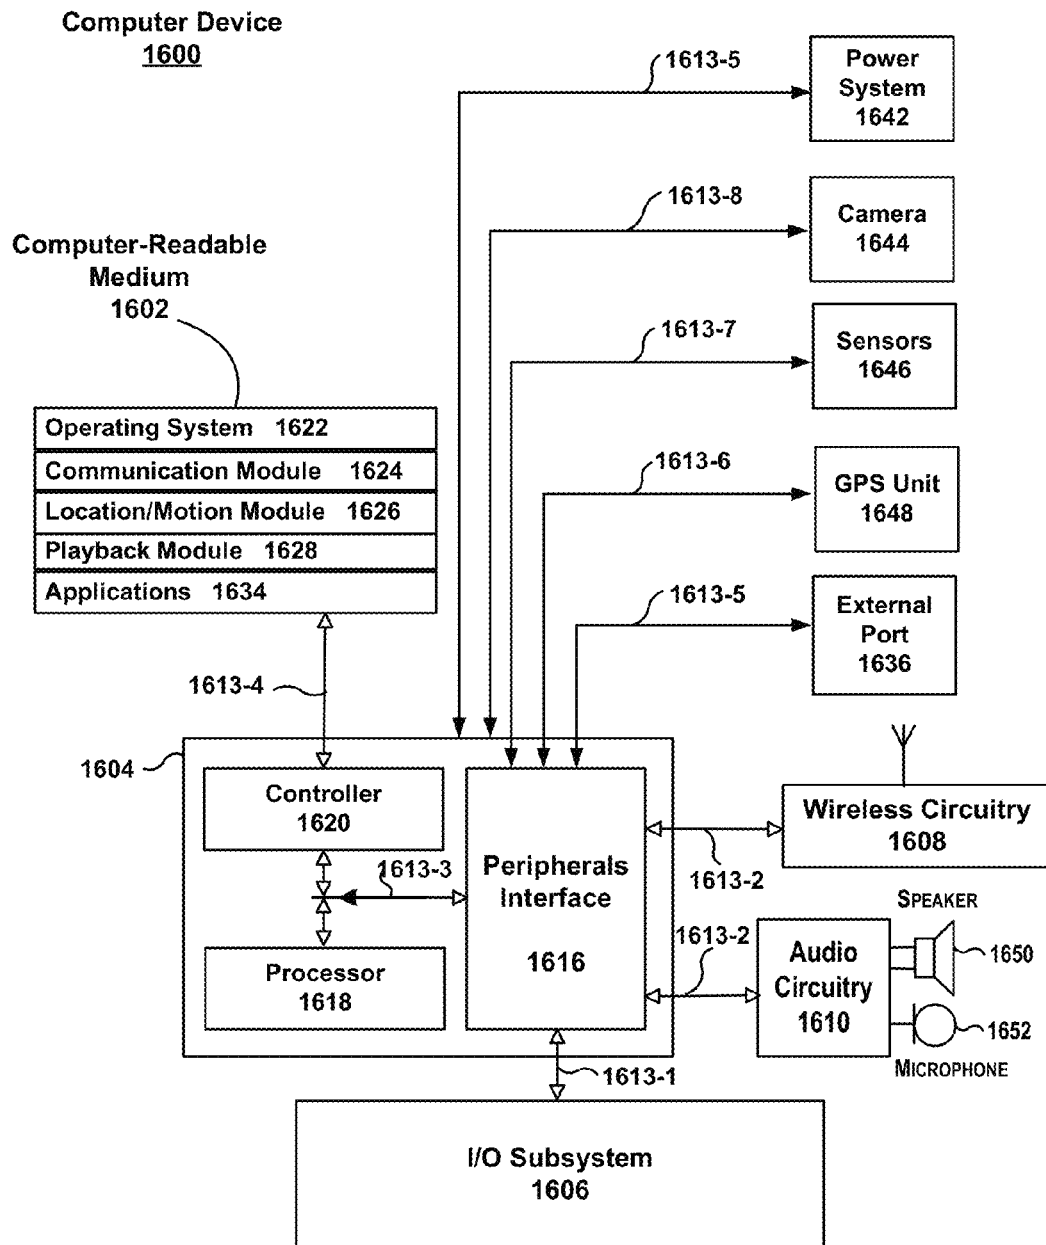 Computer Device
1600
1613-5
Power
System
1642
1613-8
Camera
1644
Computer-Readable
Medium
1602
1613-7
Sensors
1646
Operating System 1622
Communication Module 1624
Location/Motion Module 1626
Playback Module 1628
Applications 1634
1613-6
GPS Unit
1648
1613-5
External
Port
1636
1613-4
1604
Controller
1620
1613-3
Processor
1618
Peripherals
Interface
1616
1613-2
Wireless Circuitry
1608
1613-2
Audio
Circuitry
1610
SPEAKER
1650
1652
MICROPHONE
1613-1
I/O Subsystem
1606